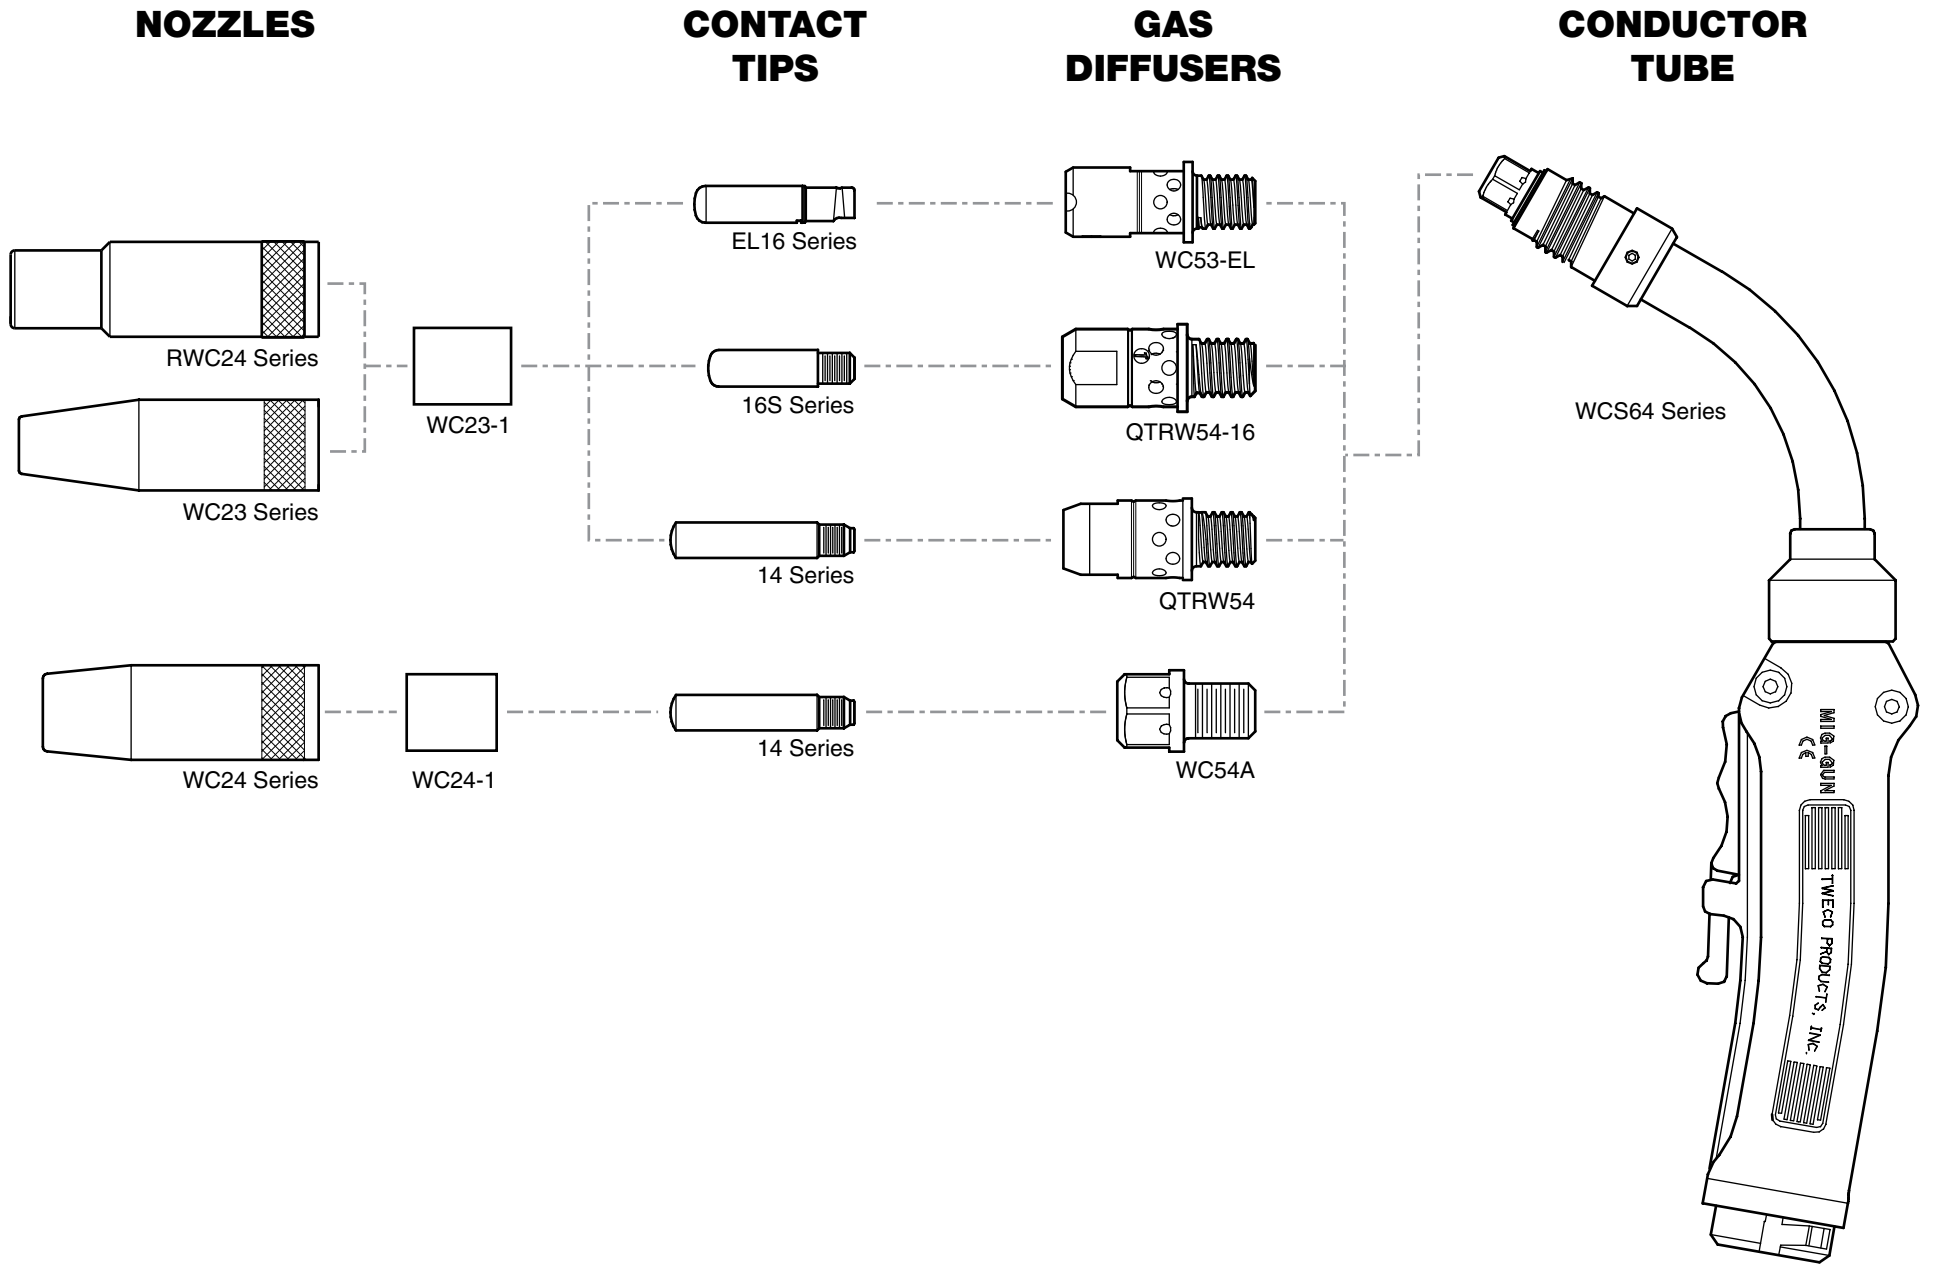 NOZZLES
CONTACT
TIPS
GAS
DIFFUSERS
CONDUCTOR
TUBE
EL16 Series
WC53-EL
RWC24 Series
WC23-1
16S Series
QTRW54-16
WCS64 Series
WC23 Series
14 Series
QTRW54
WC24 Series
WC24-1
14 Series
WC54A
MIG-GUN
CE
TWECO PRODUCTS, INC.